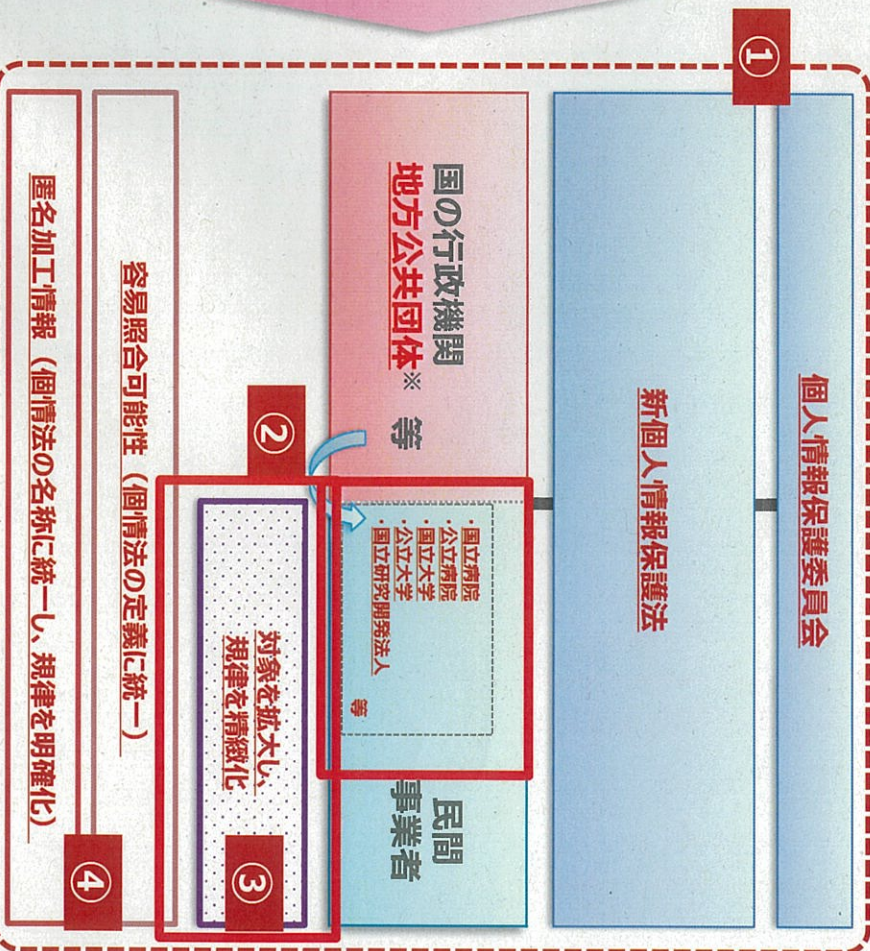 ①
個人情報保護委員会
新個人情報保護法
国の行政機関
地方公共団体※ 等
・国立病院
・公立病院
・国立大学
・公立大学
・国立研究開発法人
等
民間
事業者
②
対象を拡大し、
規律を精緻化
③
容易照合可能性（個情法の定義に統一）
匿名加工情報（個情法の名称に統一し、規律を明確化）
④